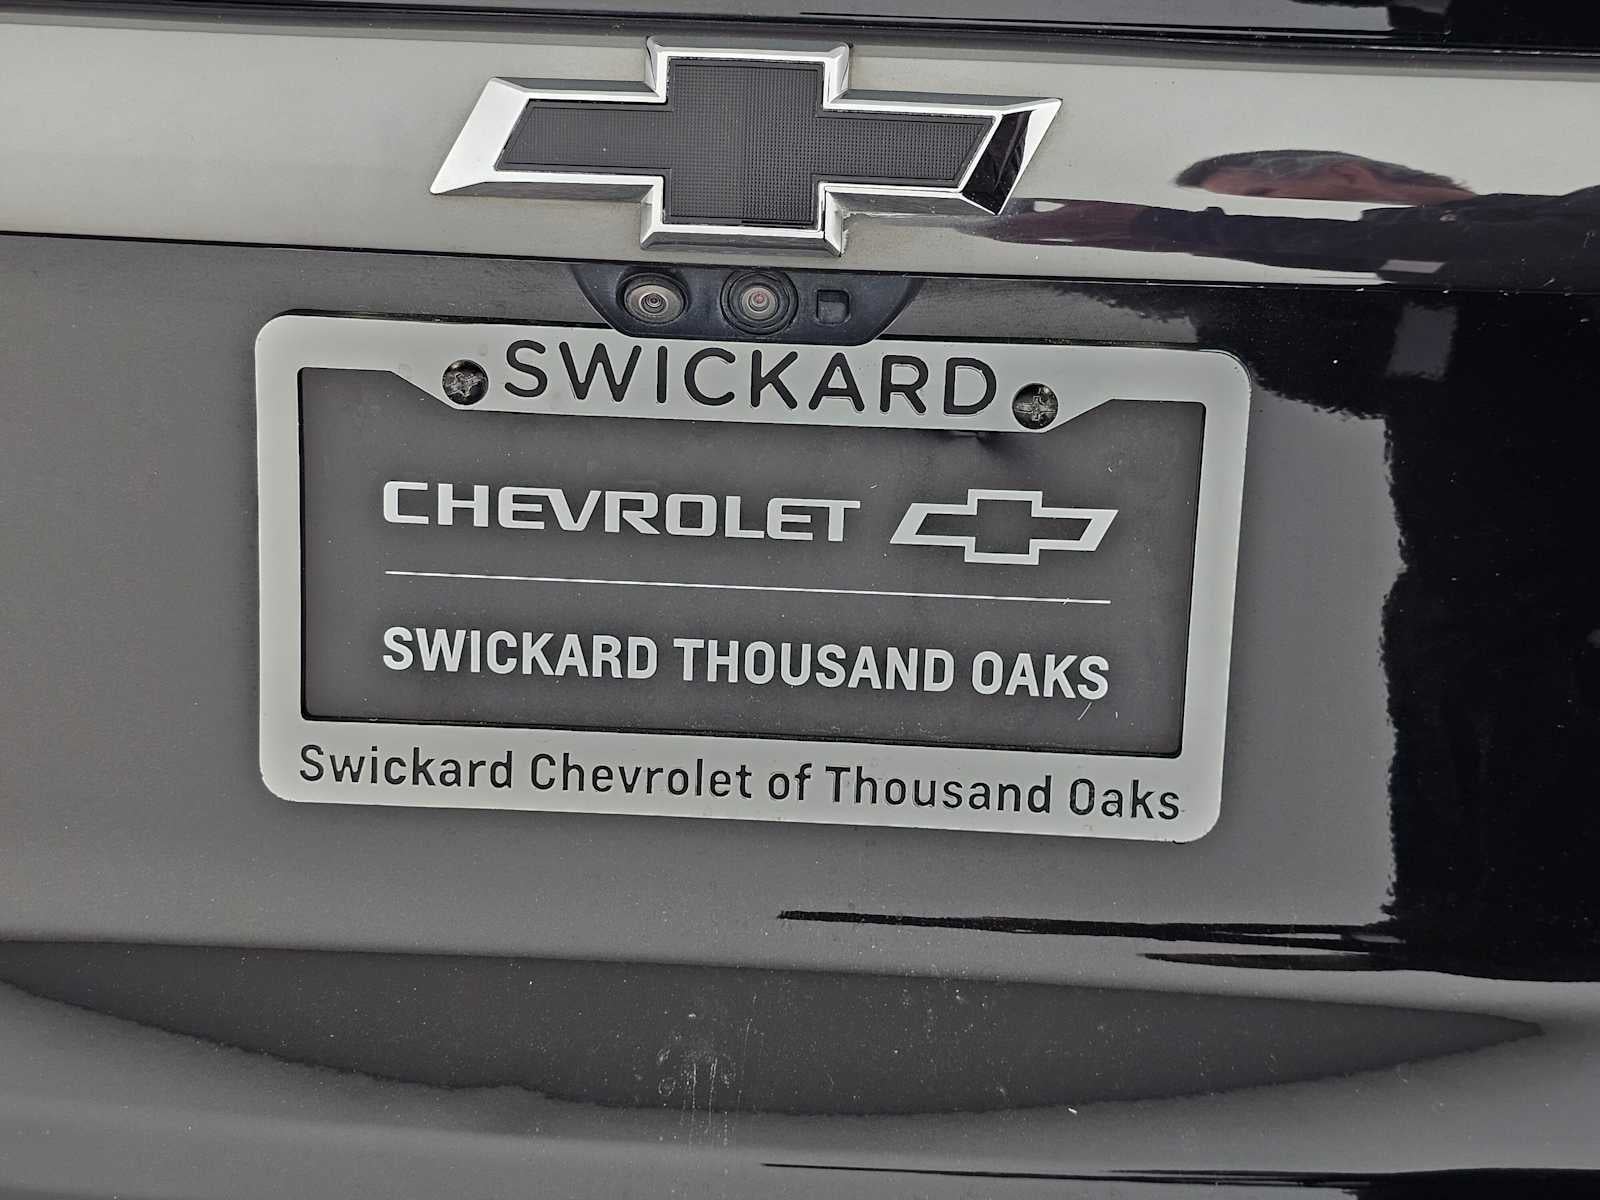 SWICKARD
CHEVROLET
SWICKARD THOUSAND OAKS
Swickard Chevrolet of Thousand Oaks